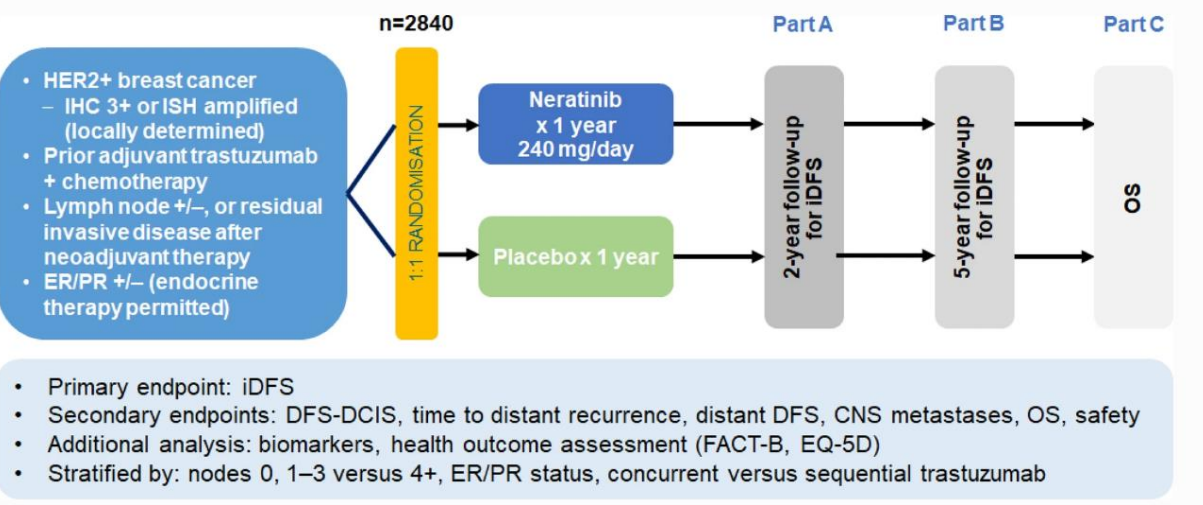 n=2840
Part A
Part B
Part C
• HER2+ breast cancer
– IHC 3+ or ISH amplified
(locally determined)
• Prior adjuvant trastuzumab
+ chemotherapy
• Lymph node +/–, or residual
invasive disease after
neoadjuvant therapy
• ER/PR +/– (endocrine
therapy permitted)
1:1 RANDOMISATION
Neratinib
x 1 year
240 mg/day
Placebo x 1 year
2-year follow-up
for iDFS
5-year follow-up
for iDFS
OS
• Primary endpoint: iDFS
• Secondary endpoints: DFS-DCIS, time to distant recurrence, distant DFS, CNS metastases, OS, safety
• Additional analysis: biomarkers, health outcome assessment (FACT-B, EQ-5D)
• Stratified by: nodes 0, 1–3 versus 4+, ER/PR status, concurrent versus sequential trastuzumab